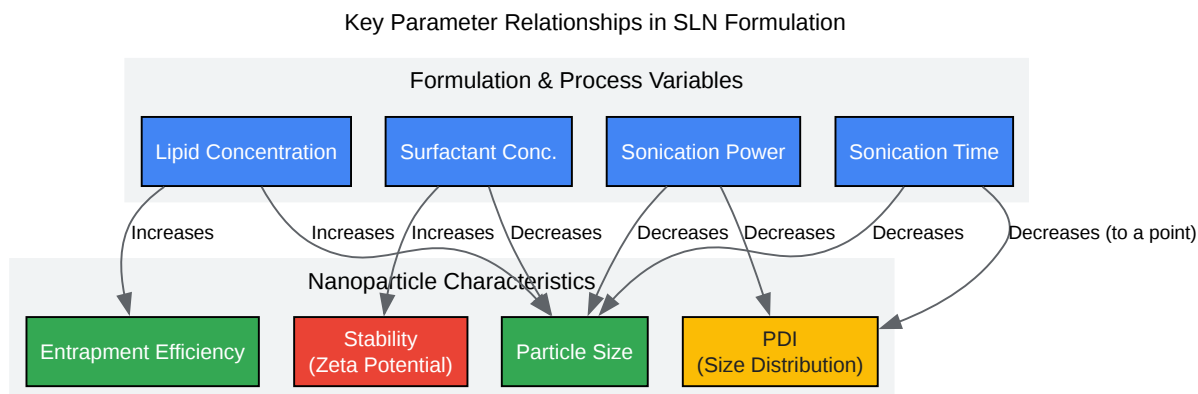 Key Parameter Relationships in SLN Formulation
Formulation & Process Variables
Lipid Concentration
Surfactant Conc.
Sonication Power
Sonication Time
Increases
Increases
Increases
Decreases
Decreases
Decreases
Decreases
Decreases (to a point)
Nanoparticle Characteristics
Entrapment Efficiency
Stability
(Zeta Potential)
Particle Size
PDI
(Size Distribution)